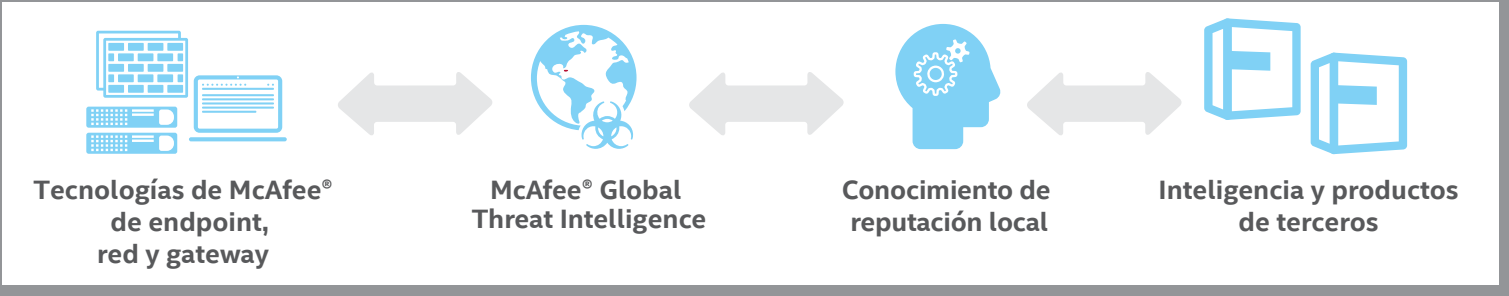 Tecnologías de McAfee®
de endpoint,
red y gateway
McAfee® Global
Threat Intelligence
Conocimiento de
reputación local
Inteligencia y productos
de terceros